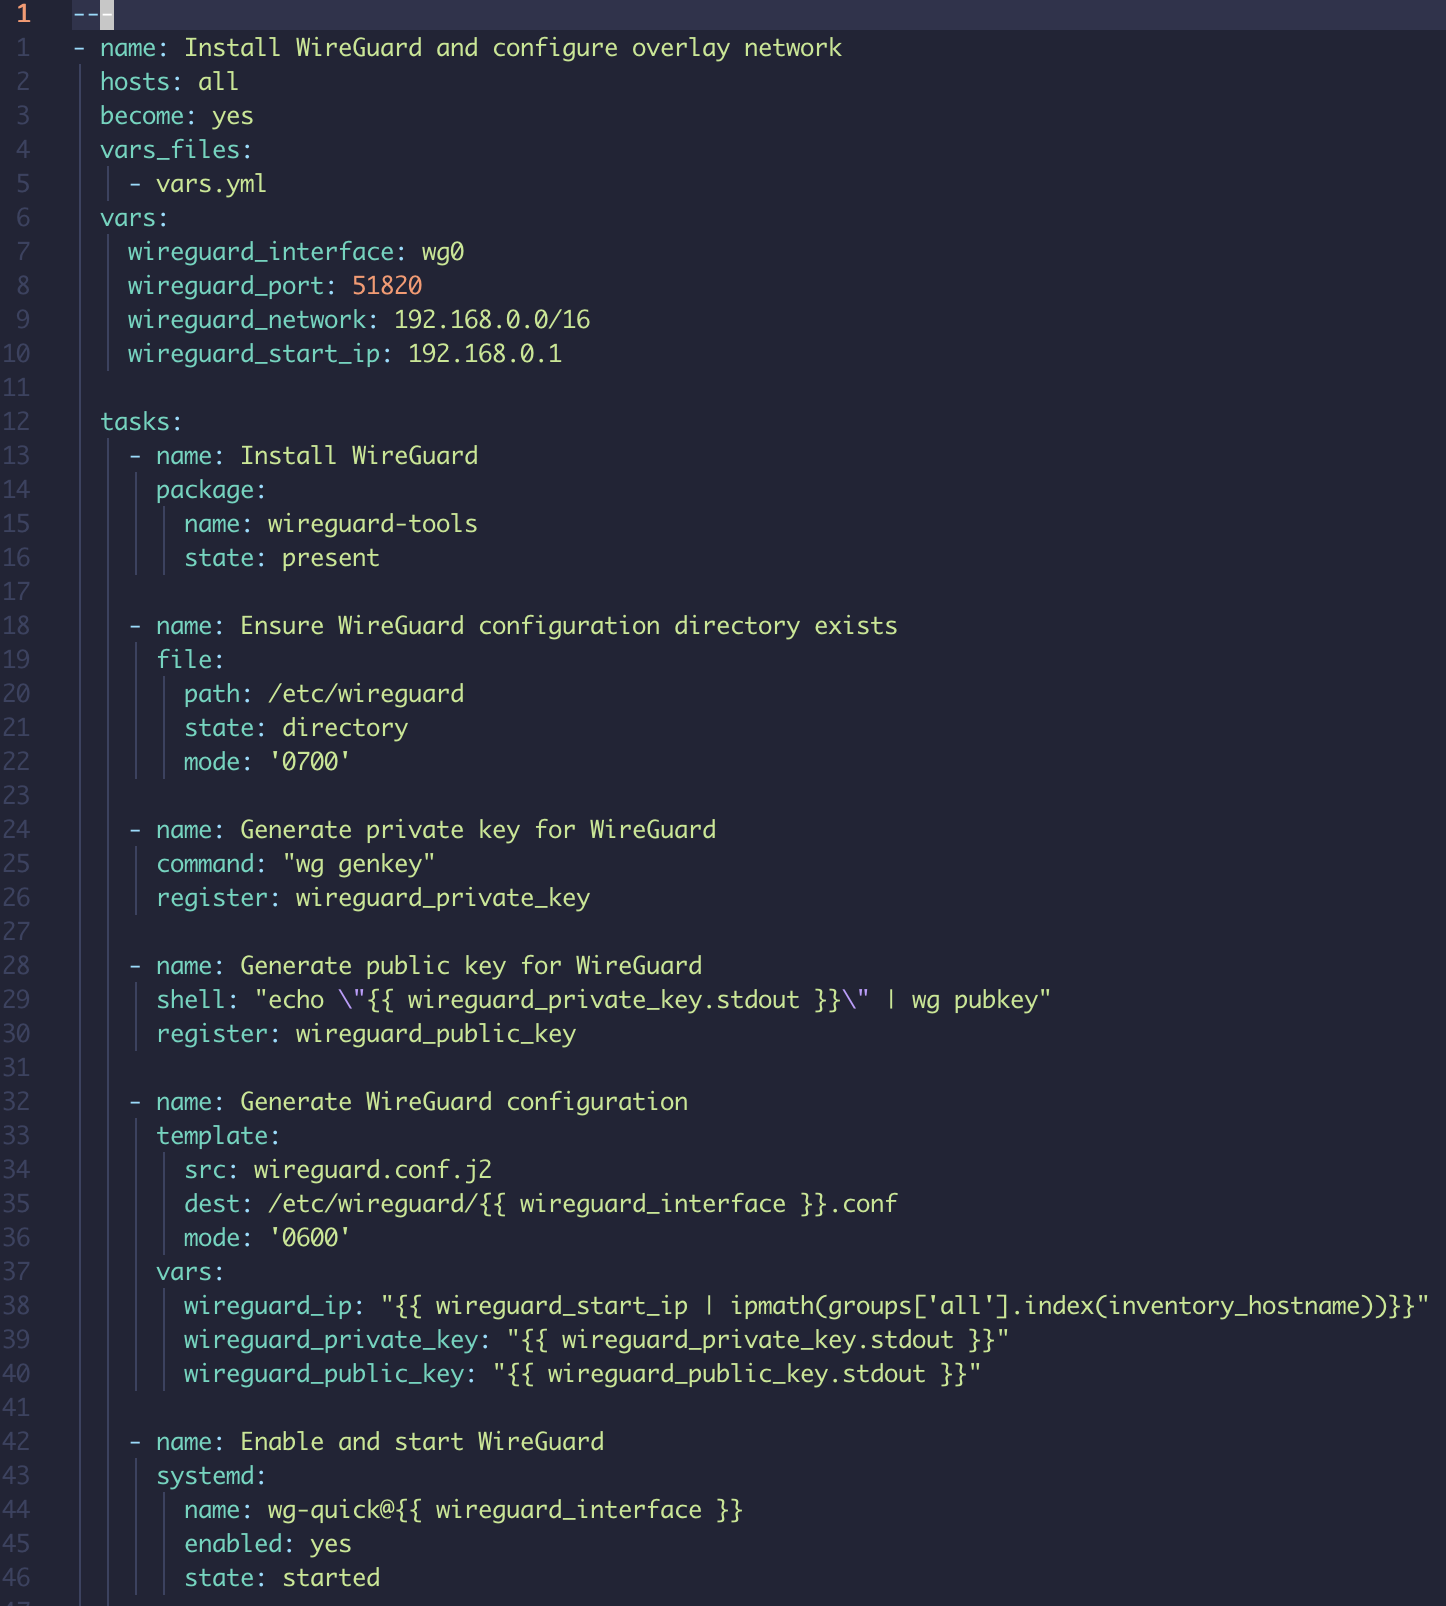 1 ---
1 - name: Install WireGuard and configure overlay network
2 hosts: all
3 become: yes
4 vars_files:
5 - vars.yml
6 vars:
7 wireguard_interface: wg0
8 wireguard_port: 51820
9 wireguard_network: 192.168.0.0/16
10 wireguard_start_ip: 192.168.0.1
11
12 tasks:
13 - name: Install WireGuard
14 package:
15 name: wireguard-tools
16 state: present
17
18 - name: Ensure WireGuard configuration directory exists
19 file:
20 path: /etc/wireguard
21 state: directory
22 mode: '0700'
23
24 - name: Generate private key for WireGuard
25 command: "wg genkey"
26 register: wireguard_private_key
27
28 - name: Generate public key for WireGuard
29 shell: "echo \"{{ wireguard_private_key.stdout }}\" | wg pubkey"
30 register: wireguard_public_key
31
32 - name: Generate WireGuard configuration
33 template:
34 src: wireguard.conf.j2
35 dest: /etc/wireguard/{{ wireguard_interface }}.conf
36 mode: '0600'
37 vars:
38 wireguard_ip: "{{ wireguard_start_ip | ipmath(groups['all'].index(inventory_hostname))}}"
39 wireguard_private_key: "{{ wireguard_private_key.stdout }}"
40 wireguard_public_key: "{{ wireguard_public_key.stdout }}"
41
42 - name: Enable and start WireGuard
43 systemd:
44 name: wg-quick@{{ wireguard_interface }}
45 enabled: yes
46 state: started
47